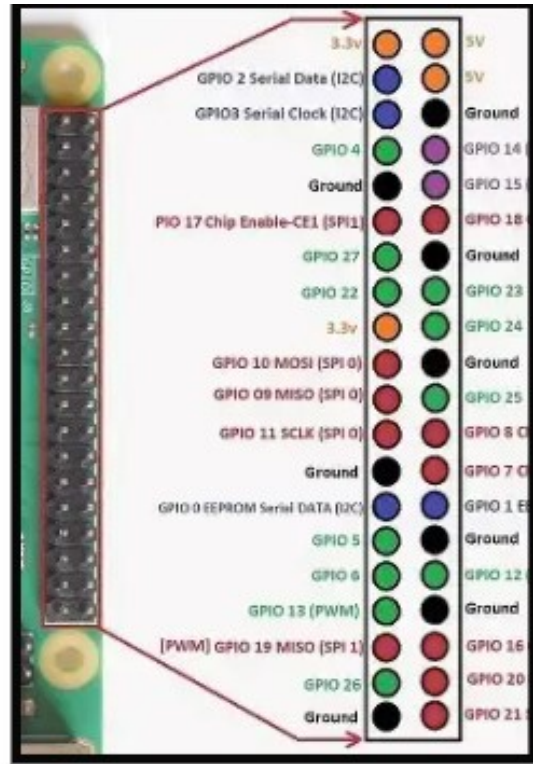 3.3v 5V
GPIO 2 Serial Data (I2C) 5V
GPIO3 Serial Clock (I2C) Ground
GPIO 4 GPIO 14 (
Ground GPIO 15 (
PIO 17 Chip Enable-CE1 (SPI1) GPIO 18
GPIO 27 Ground
GPIO 22 GPIO 23
3.3v GPIO 24
GPIO 10 MOSI (SPI 0) Ground
GPIO 09 MISO (SPI 0) GPIO 25
GPIO 11 SCLK (SPI 0) GPIO 8 C
Ground GPIO 7 C
GPIO 0 EEPROM Serial DATA (I2C) GPIO 1 EE
GPIO 5 Ground
GPIO 6 GPIO 12
GPIO 13 (PWM) Ground
[PWM] GPIO 19 MISO (SPI 1) GPIO 16
GPIO 26 GPIO 20
Ground GPIO 21